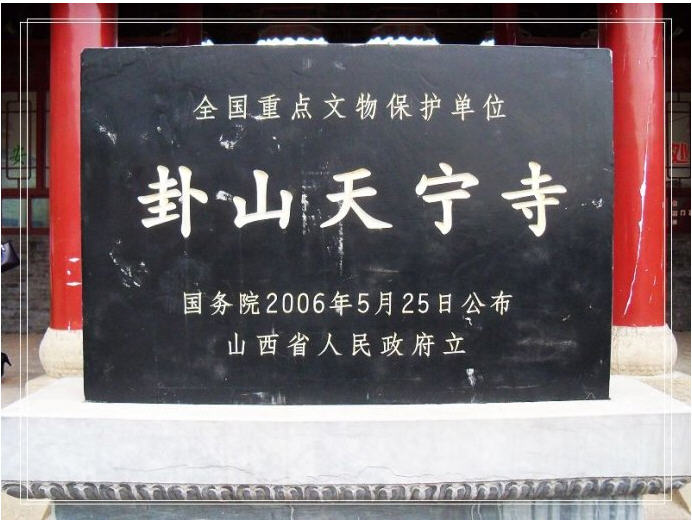 全国重点文物保护单位
卦山天宁寺
国务院2006年5月25日公布
山西省人民政府立